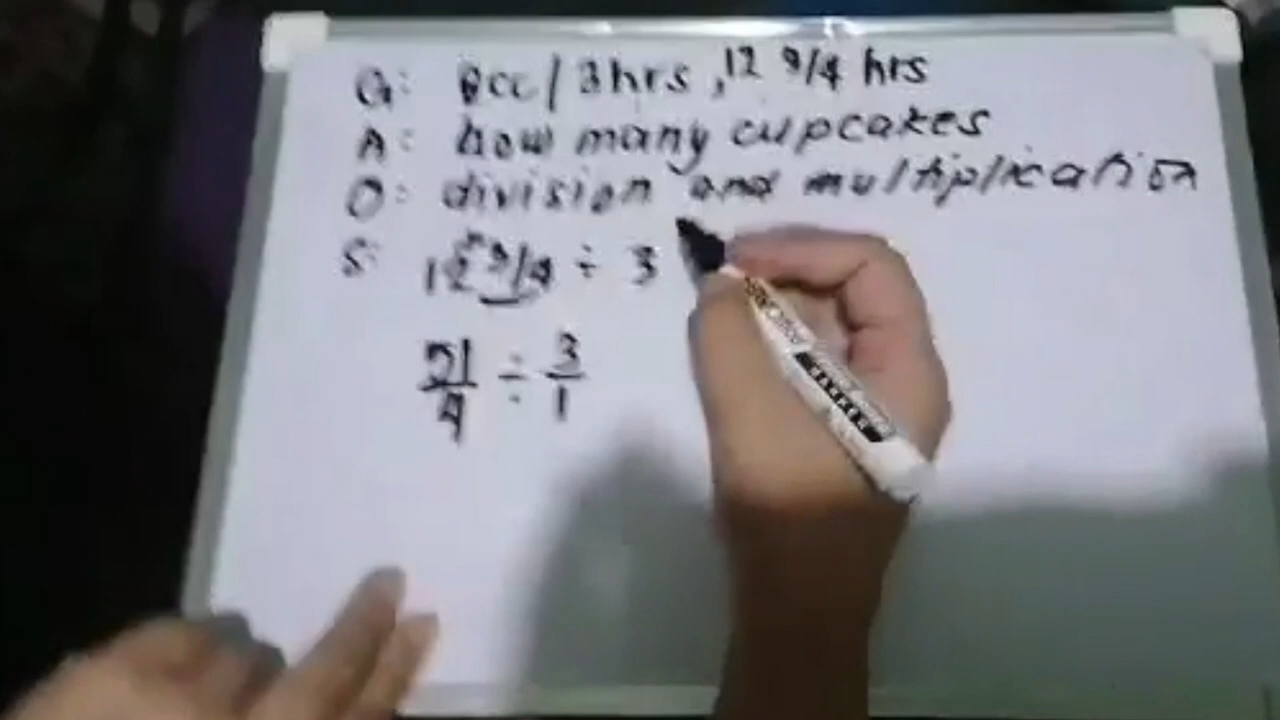 G: 8cc / 3hrs , 12 3/4 hrs
A: how many cupcakes
O: division and multiplication
S: 12 3/4 ÷ 3
51/4 ÷ 3/1
MARKER